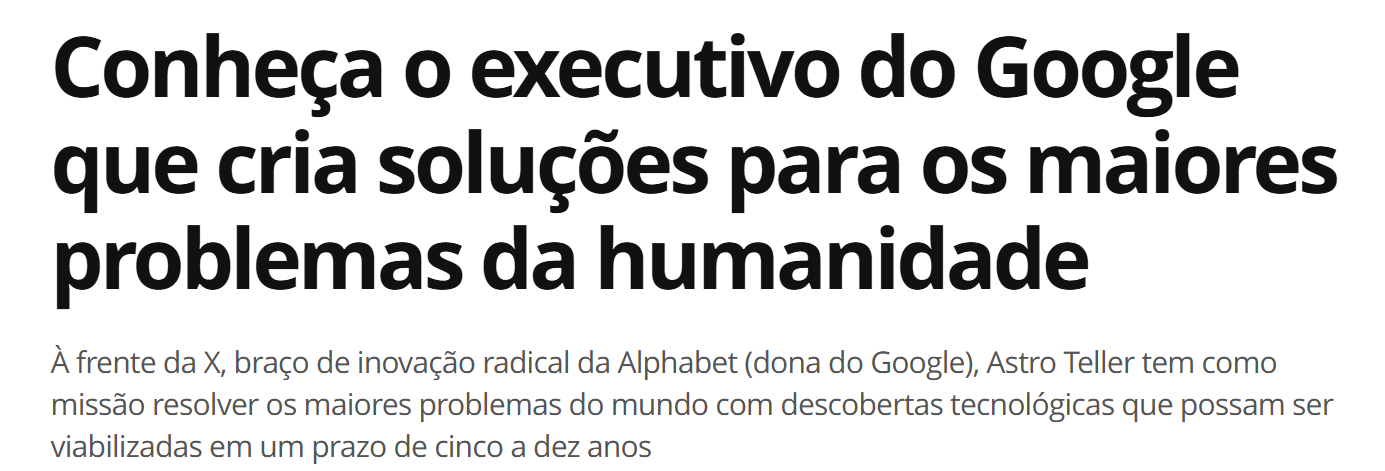 Conheça o executivo do Google
que cria soluções para os maiores
problemas da humanidade
À frente da X, braço de inovação radical da Alphabet (dona do Google), Astro Teller tem como
missão resolver os maiores problemas do mundo com descobertas tecnológicas que possam ser
viabilizadas em um prazo de cinco a dez anos